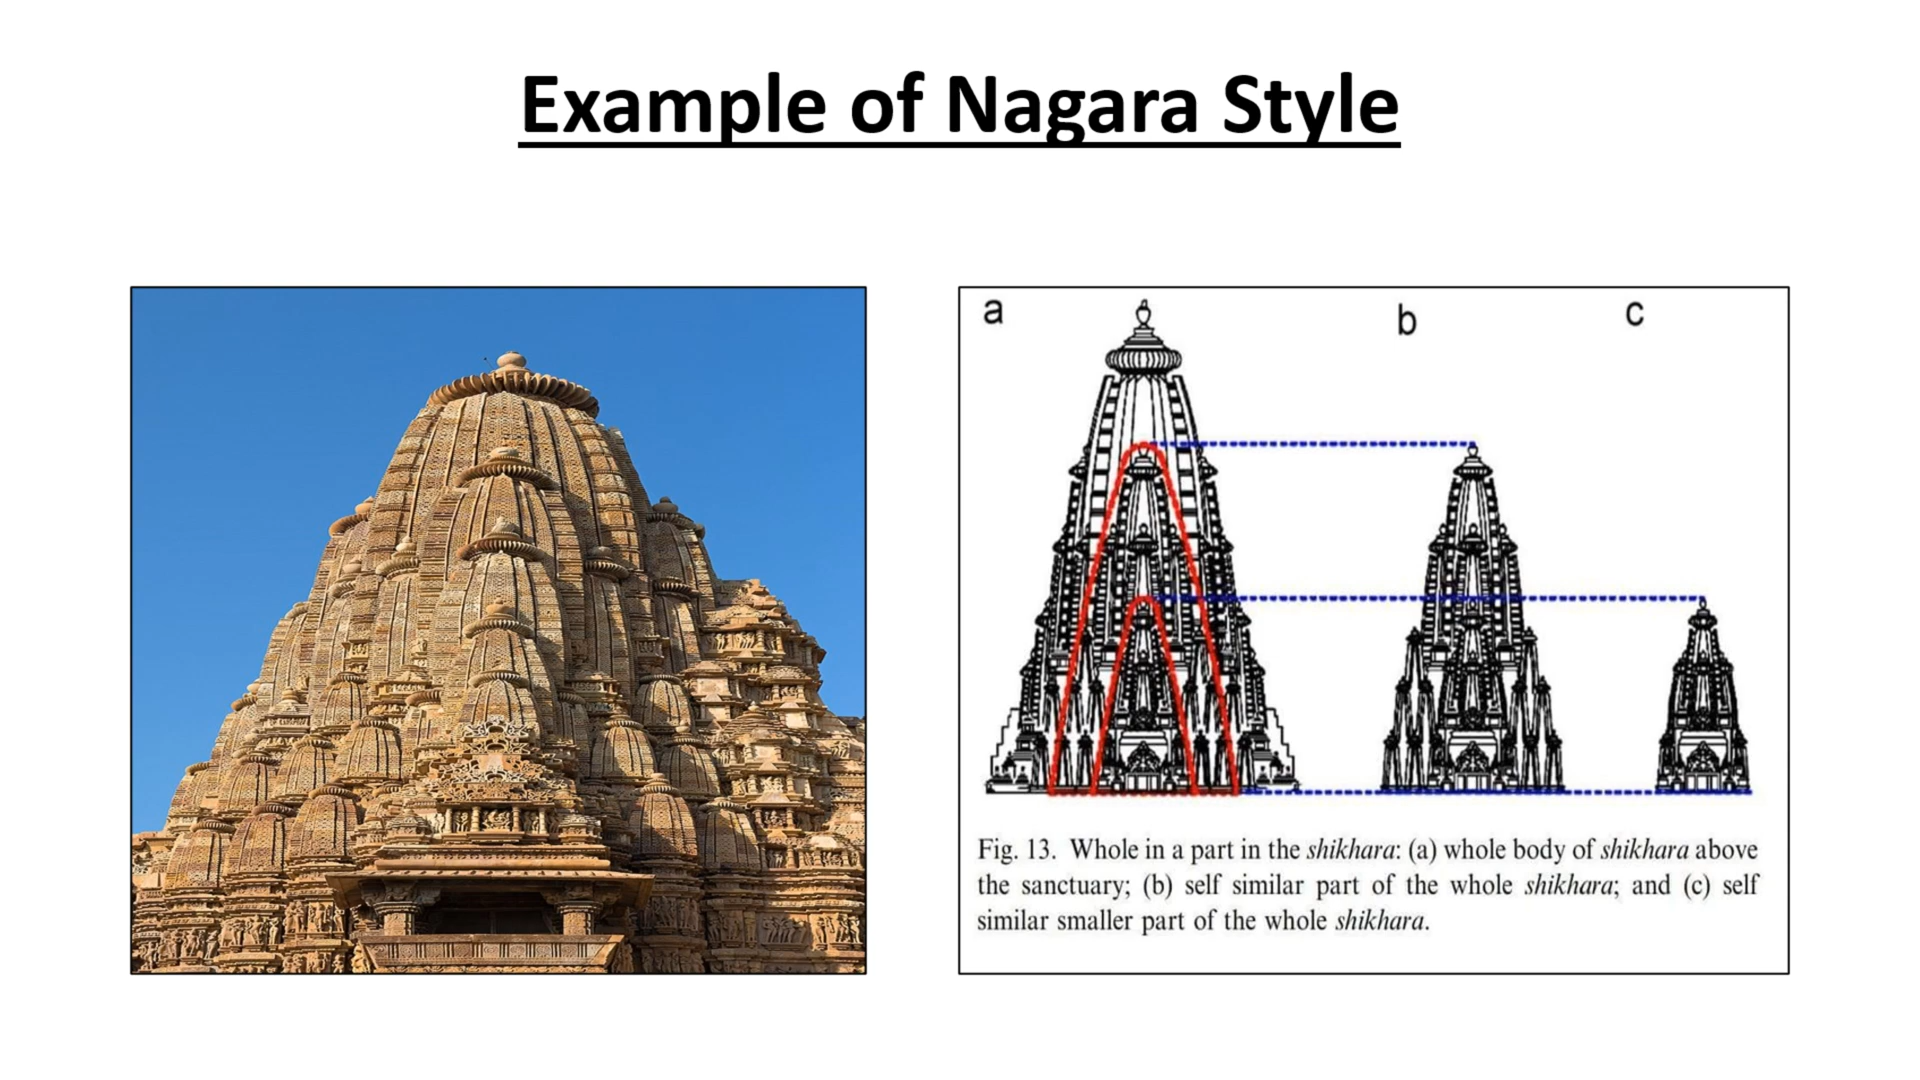 Example of Nagara Style
a
b
c
Fig. 13. Whole in a part in the shikhara: (a) whole body of shikhara above
the sanctuary; (b) self similar part of the whole shikhara; and (c) self
similar smaller part of the whole shikhara.